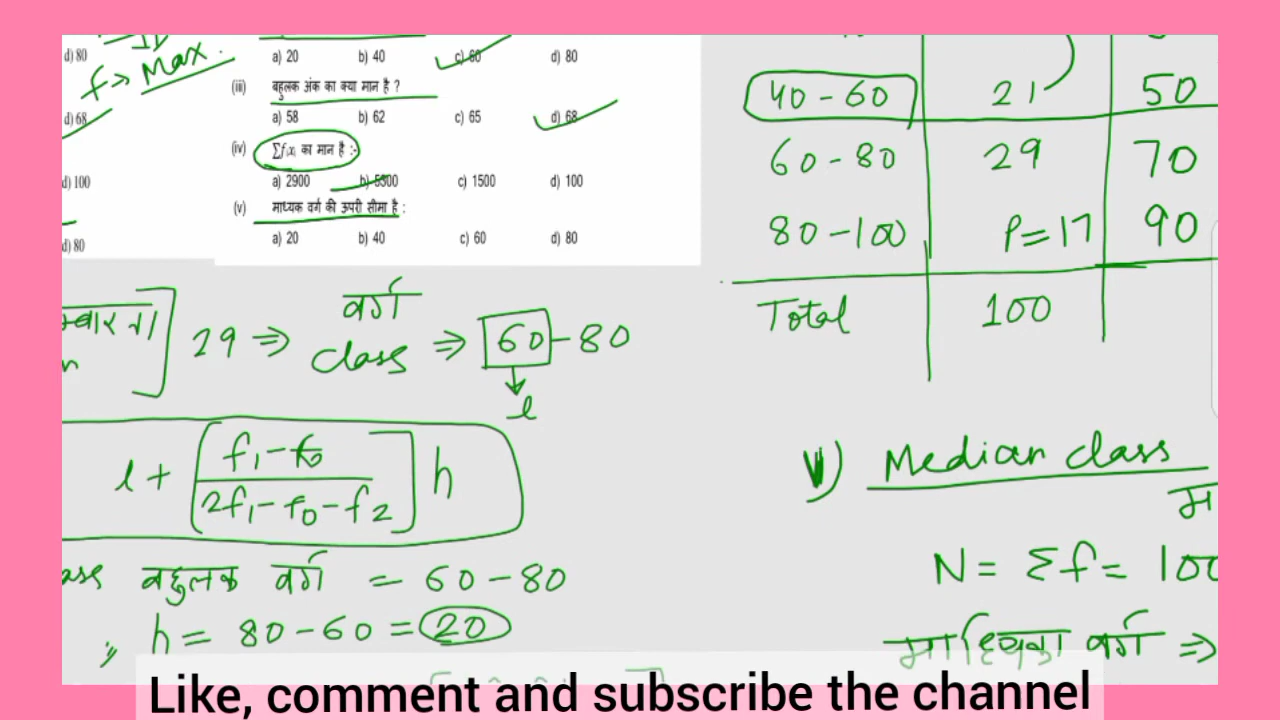 d) 80
f → Max.
a) 20 b) 40 c) 60 d) 80
(iii) बहुलक अंक का क्या मान है ?
d) 68 a) 58 b) 62 c) 65 d) 68
(iv) ∑fᵢxᵢ का मान है :-
d) 100 a) 2900 b) 5300 c) 1500 d) 100
(v) माध्यक वर्ग की ऊपरी सीमा है :
d) 80 a) 20 b) 40 c) 60 d) 80
40 - 60 21 50
60 - 80 29 70
80 - 100 P = 17 90
Total 100
29 ⇒ वर्ग class ⇒ 60 - 80
l
l + [f₁ - f₀ / 2f₁ - f₀ - f₂] h
बहुलक वर्ग = 60 - 80
h = 80 - 60 = 20
V) Median class
N = Σf = 100
वर्ग ⇒
Like, comment and subscribe the channel